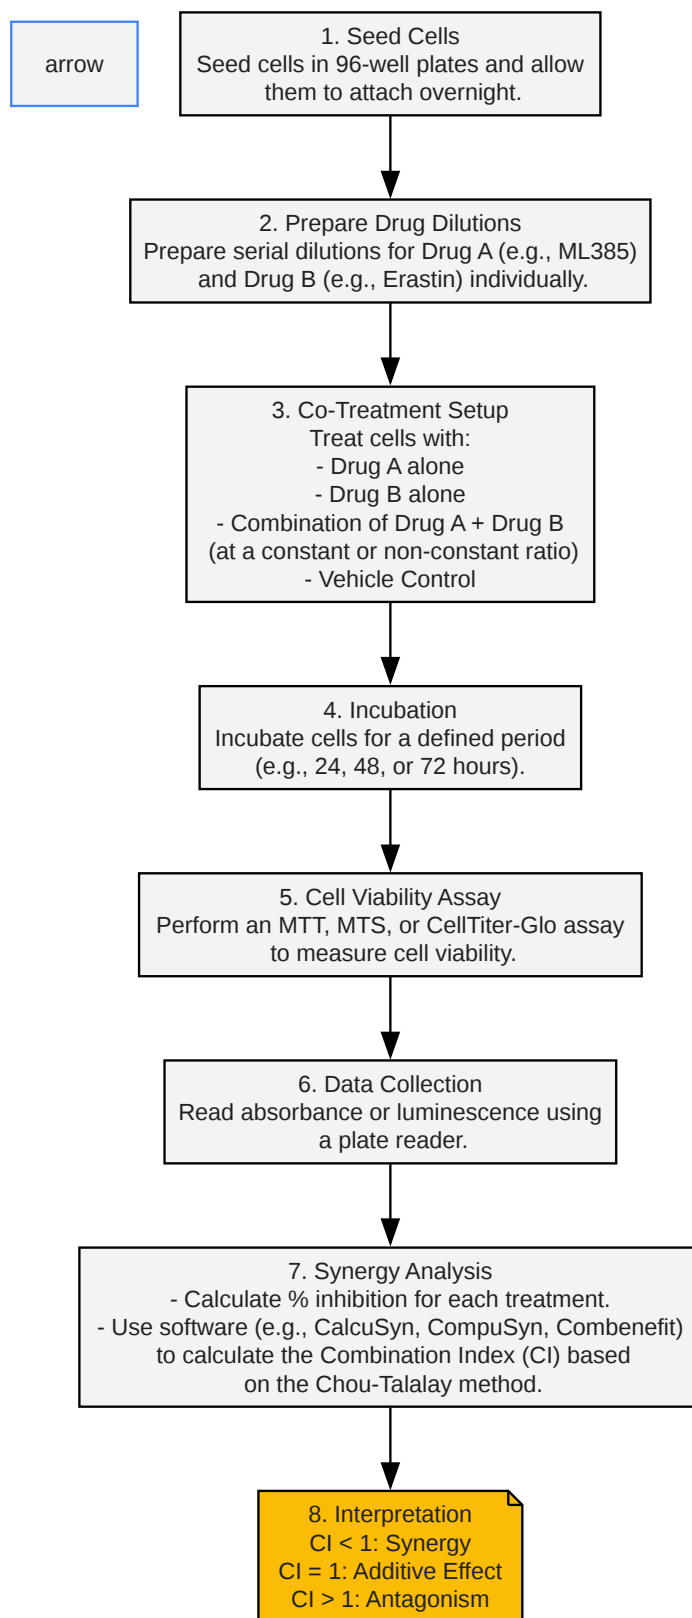 arrow
1. Seed Cells
Seed cells in 96-well plates and allow
them to attach overnight.
2. Prepare Drug Dilutions
Prepare serial dilutions for Drug A (e.g., ML385)
and Drug B (e.g., Erastin) individually.
3. Co-Treatment Setup
Treat cells with:
- Drug A alone
- Drug B alone
- Combination of Drug A + Drug B
(at a constant or non-constant ratio)
- Vehicle Control
4. Incubation
Incubate cells for a defined period
(e.g., 24, 48, or 72 hours).
5. Cell Viability Assay
Perform an MTT, MTS, or CellTiter-Glo assay
to measure cell viability.
6. Data Collection
Read absorbance or luminescence using
a plate reader.
7. Synergy Analysis
- Calculate % inhibition for each treatment.
- Use software (e.g., CalcuSyn, CompuSyn, Combenefit)
to calculate the Combination Index (CI) based
on the Chou-Talalay method.
8. Interpretation
CI < 1: Synergy
CI = 1: Additive Effect
CI > 1: Antagonism